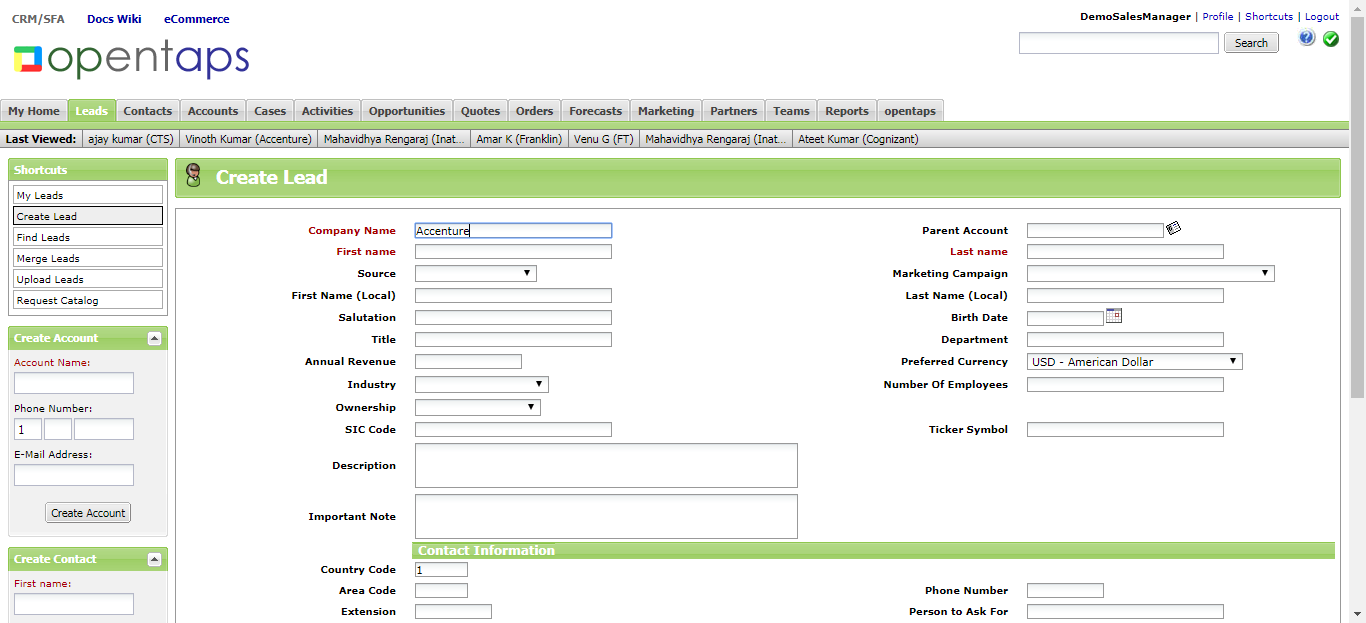 CRM/SFA Docs Wiki eCommerce
DemoSalesManager | Profile | Shortcuts | Logout
opentaps
Search
My Home Leads Contacts Accounts Cases Activities Opportunities Quotes Orders Forecasts Marketing Partners Teams Reports opentaps
Last Viewed: ajay kumar (CTS) Vinoth Kumar (Accenture) Mahavidhya Rengaraj (Inat... Amar K (Franklin) Venu G (FT) Mahavidhya Rengaraj (Inat... Ateet Kumar (Cognizant)
Shortcuts
My Leads
Create Lead
Find Leads
Merge Leads
Upload Leads
Request Catalog
Create Account
Account Name:
Phone Number:
1
E-Mail Address:
Create Account
Create Contact
First name:
Create Lead
Company Name Accenture Parent Account
First name Last name
Source Marketing Campaign
First Name (Local) Last Name (Local)
Salutation Birth Date
Title Department
Annual Revenue Preferred Currency USD - American Dollar
Industry Number Of Employees
Ownership
SIC Code Ticker Symbol
Description
Important Note
Contact Information
Country Code 1
Area Code Phone Number
Extension Person to Ask For